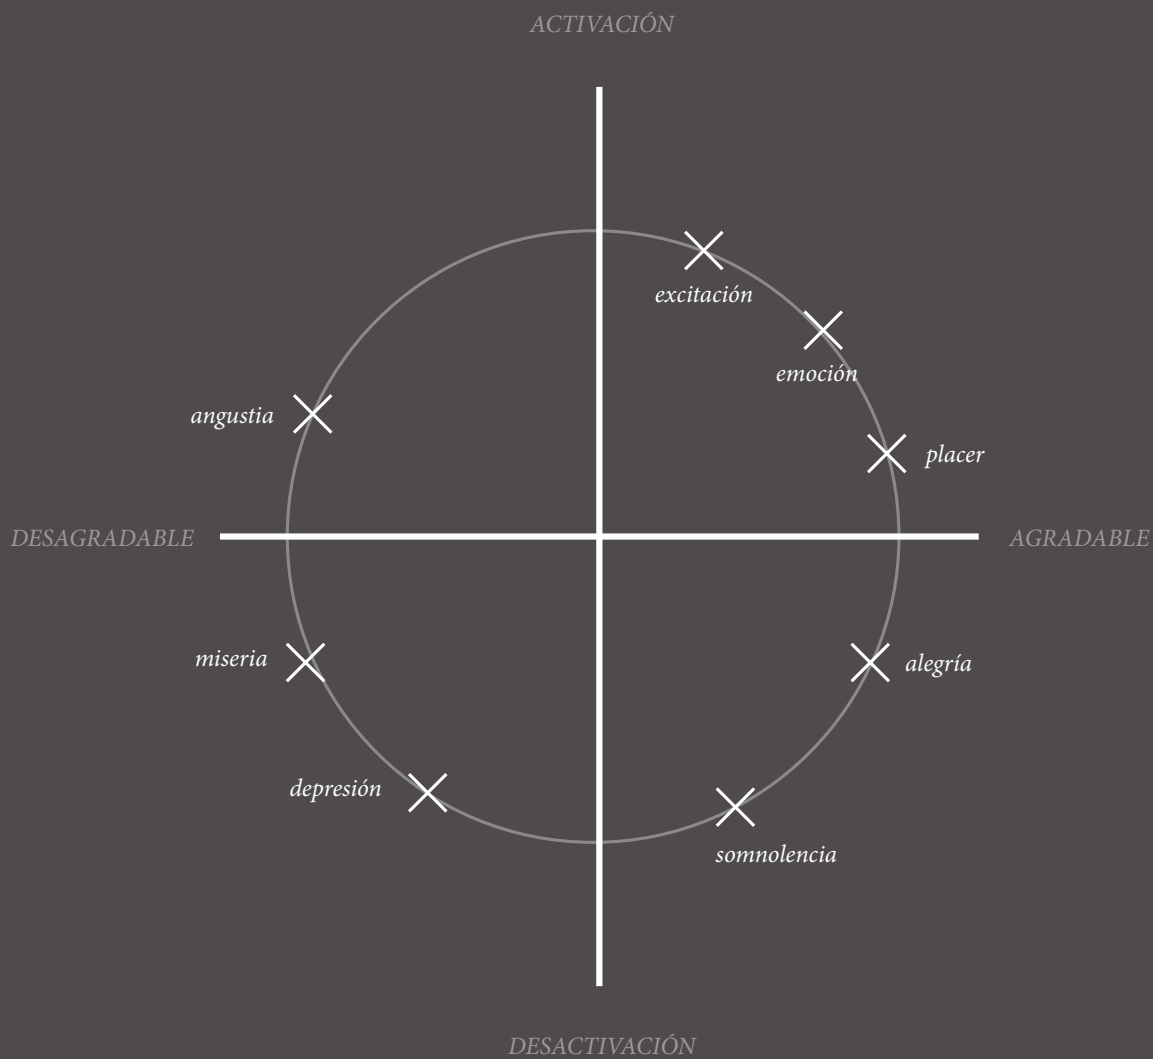 ACTIVACIÓN
excitación
emoción
angustia
placer
DESAGRADABLE
AGRADABLE
miseria
alegría
depresión
somnolencia
DESACTIVACIÓN